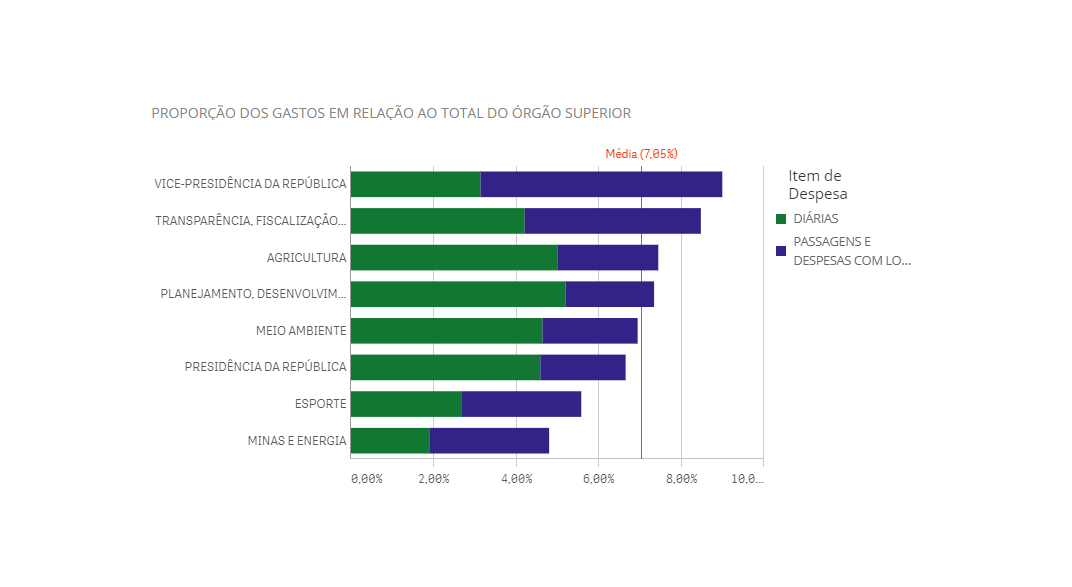 PROPORÇÃO DOS GASTOS EM RELAÇÃO AO TOTAL DO ÓRGÃO SUPERIOR
Média (7,05%)
VICE-PRESIDÊNCIA DA REPÚBLICA
TRANSPARÊNCIA, FISCALIZAÇÃO...
AGRICULTURA
PLANEJAMENTO, DESENVOLVIM...
MEIO AMBIENTE
PRESIDÊNCIA DA REPÚBLICA
ESPORTE
MINAS E ENERGIA
0,00% 2,00% 4,00% 6,00% 8,00% 10,0...
Item de
Despesa
DIÁRIAS
PASSAGENS E
DESPESAS COM LO...